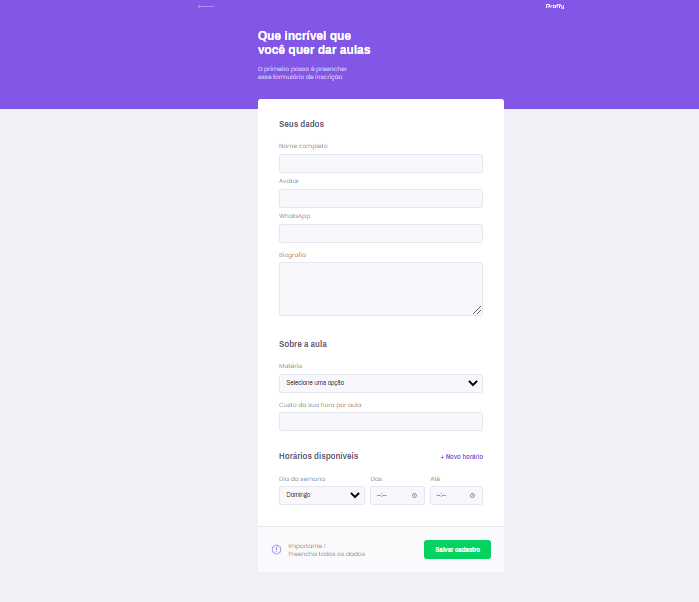 Proffy
Que incrível que
você quer dar aulas
O primeiro passo é preencher
esse formulário de inscrição
Seus dados
Nome completo
Avatar
WhatsApp
Biografia
Sobre a aula
Matéria
Selecione uma opção
Custo da sua hora por aula
Horários disponíveis
+ Novo horário
Dia da semana
Das
Até
Domingo
--:--
--:--
Importante !
Preencha todos os dados
Salvar cadastro